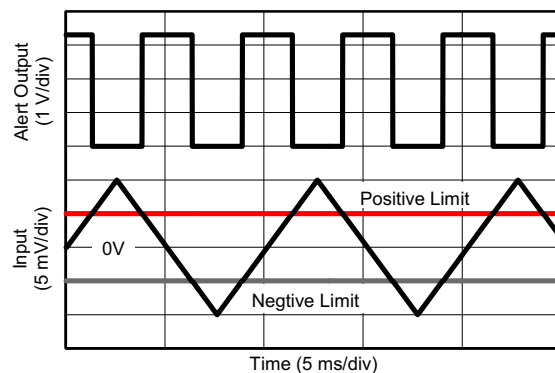 Alert Output
(1 V/div)
Positive Limit
0V
Input
(5 mV/div)
Negtive Limit
Time (5 ms/div)